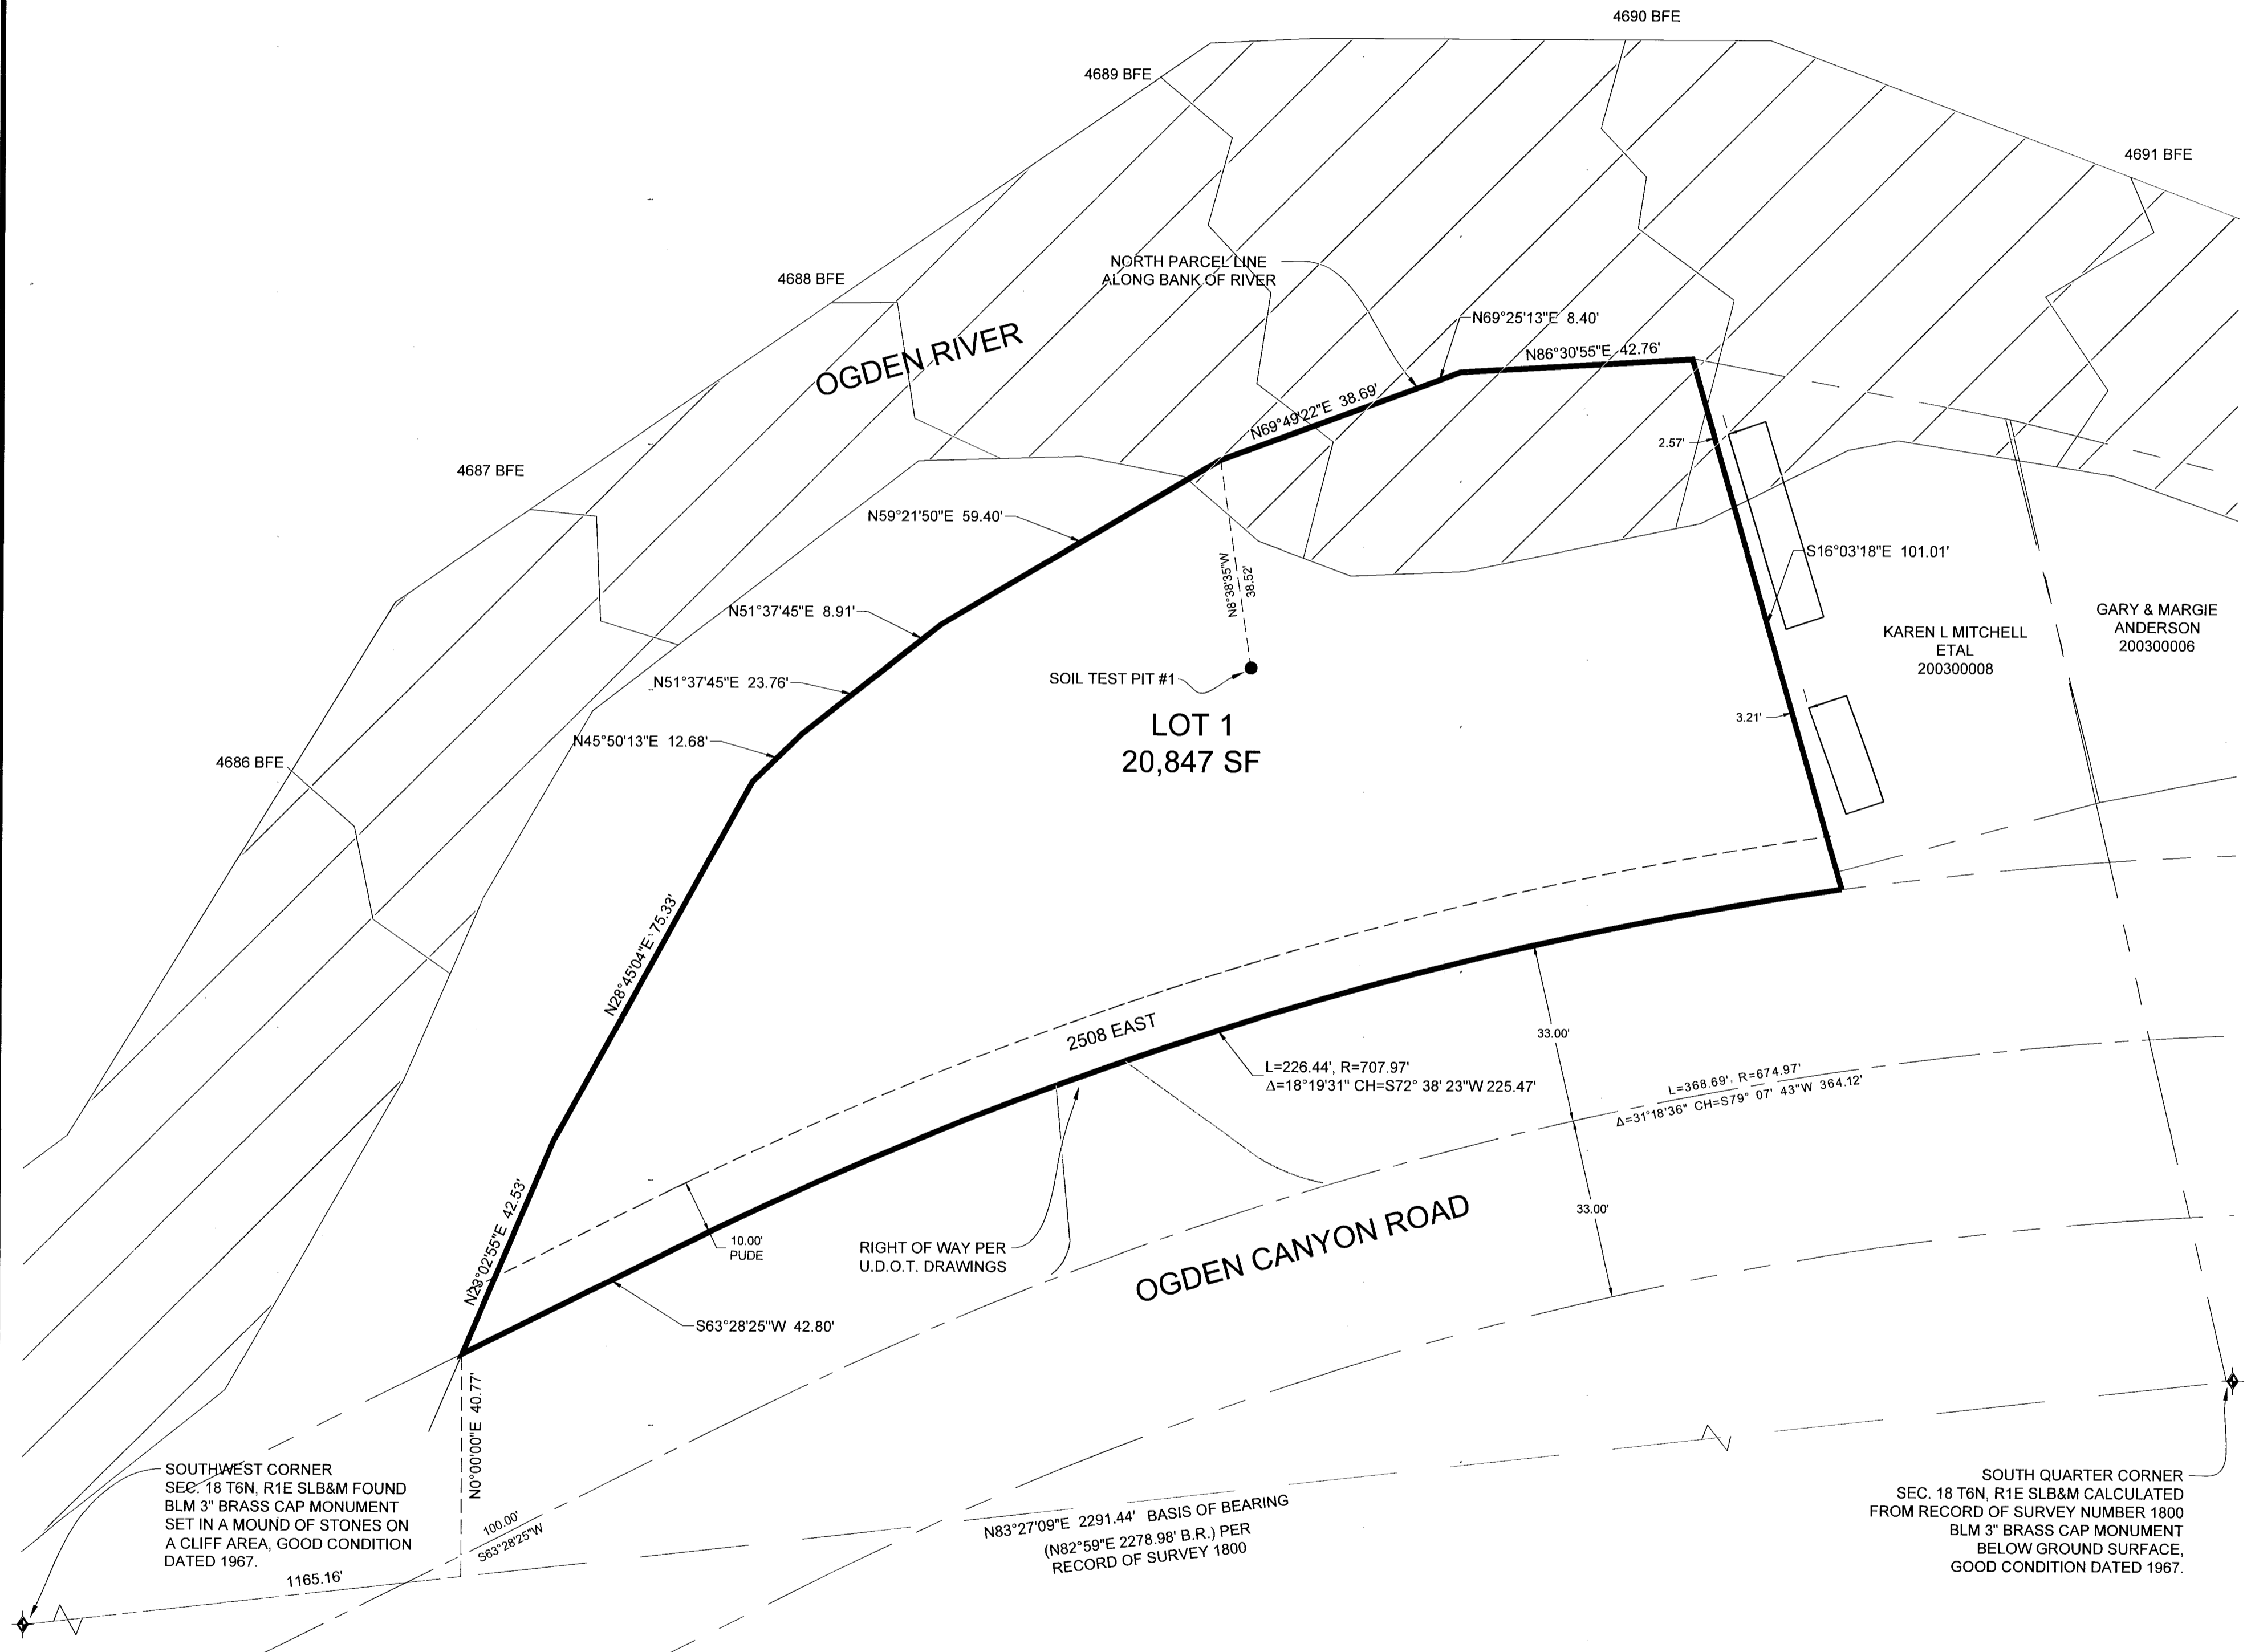 4690 BFE
4689 BFE
4691 BFE
NORTH PARCEL LINE
ALONG BANK OF RIVER
4688 BFE
N69°25'13"E 8.40'
OGDEN RIVER
N86°30'55"E 42.76'
N69°49'22"E 38.69'
2.57'
4687 BFE
N59°21'50"E 59.40'
S16°03'18"E 101.01'
N8°38'35"W
38.52'
N51°37'45"E 8.91'
GARY & MARGIE
ANDERSON
200300006
KAREN L MITCHELL
ETAL
200300008
SOIL TEST PIT #1
N51°37'45"E 23.76'
LOT 1
20,847 SF
3.21'
N45°50'13"E 12.68'
4686 BFE
N28°45'04"E 75.33'
2508 EAST
33.00'
L=226.44', R=707.97'
Δ=18°19'31" CH=S72° 38' 23"W 225.47'
L=368.69', R=674.97'
Δ=31°18'36" CH=S79° 07' 43"W 364.12'
N23°02'55"E 42.53'
33.00'
10.00'
PUDE
RIGHT OF WAY PER
U.D.O.T. DRAWINGS
OGDEN CANYON ROAD
S63°28'25"W 42.80'
N0°00'00"E 40.77'
SOUTHWEST CORNER
SEC. 18 T6N, R1E SLB&M FOUND
BLM 3" BRASS CAP MONUMENT
SET IN A MOUND OF STONES ON
A CLIFF AREA, GOOD CONDITION
DATED 1967.
100.00'
S63°28'25"W
N83°27'09"E 2291.44' BASIS OF BEARING
(N82°59"E 2278.98' B.R.) PER
RECORD OF SURVEY 1800
SOUTH QUARTER CORNER
SEC. 18 T6N, R1E SLB&M CALCULATED
FROM RECORD OF SURVEY NUMBER 1800
BLM 3" BRASS CAP MONUMENT
BELOW GROUND SURFACE,
GOOD CONDITION DATED 1967.
1165.16'